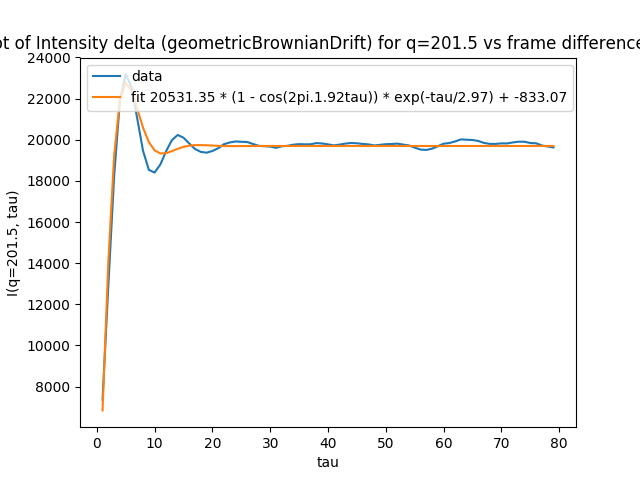 of Intensity delta (geometricBrownianDrift) for q=201.5 vs frame difference
24000
22000
20000
18000
16000
14000
12000
10000
8000
I(q=201.5, tau)
data
fit 20531.35 * (1 - cos(2pi.1.92tau)) * exp(-tau/2.97) + -833.07
0 10 20 30 40 50 60 70 80
tau